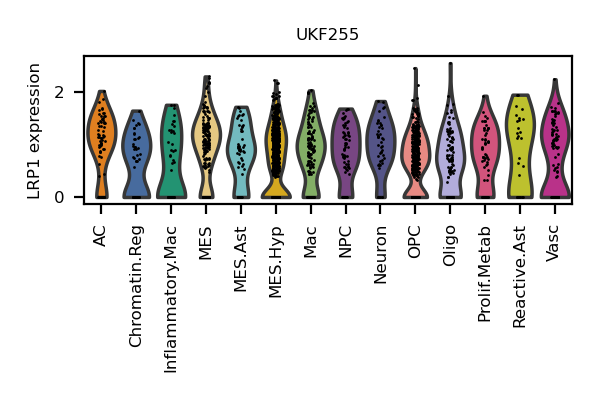 UKF255
LRP1 expression
2
0
AC
Chromatin.Reg
Inflammatory.Mac
MES
MES.Ast
MES.Hyp
Mac
NPC
Neuron
OPC
Oligo
Prolif.Metab
Reactive.Ast
Vasc